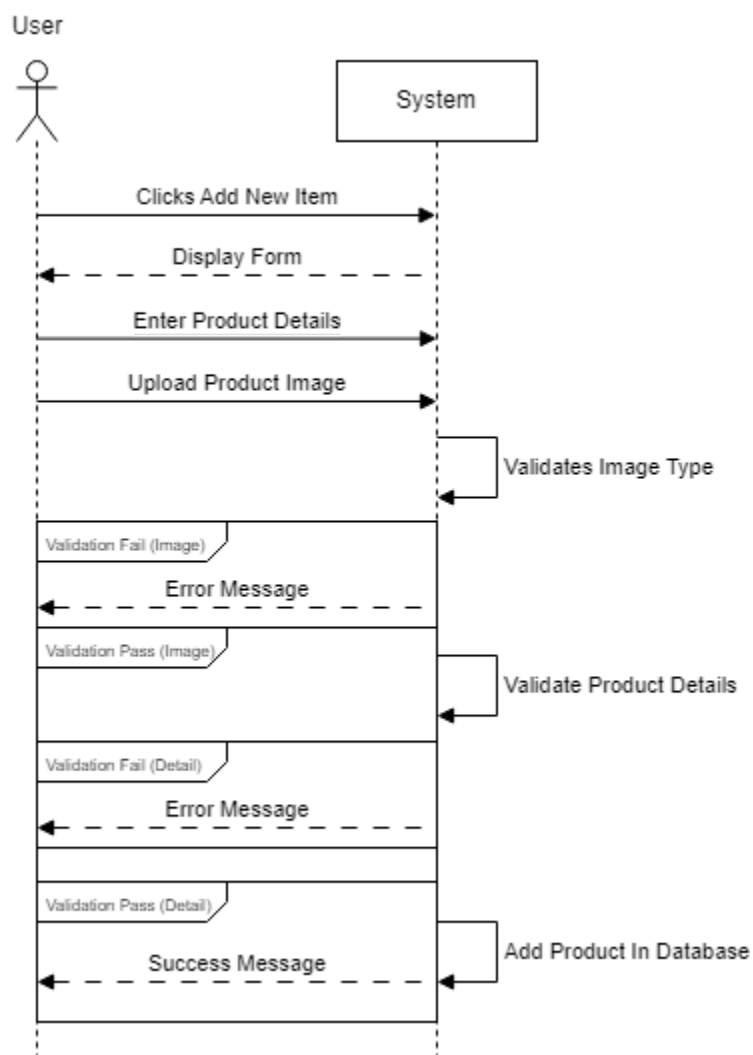 User
System
Clicks Add New Item
Display Form
Enter Product Details
Upload Product Image
Validates Image Type
Validation Fail (Image)
Error Message
Validation Pass (Image)
Validate Product Details
Validation Fail (Detail)
Error Message
Validation Pass (Detail)
Add Product In Database
Success Message